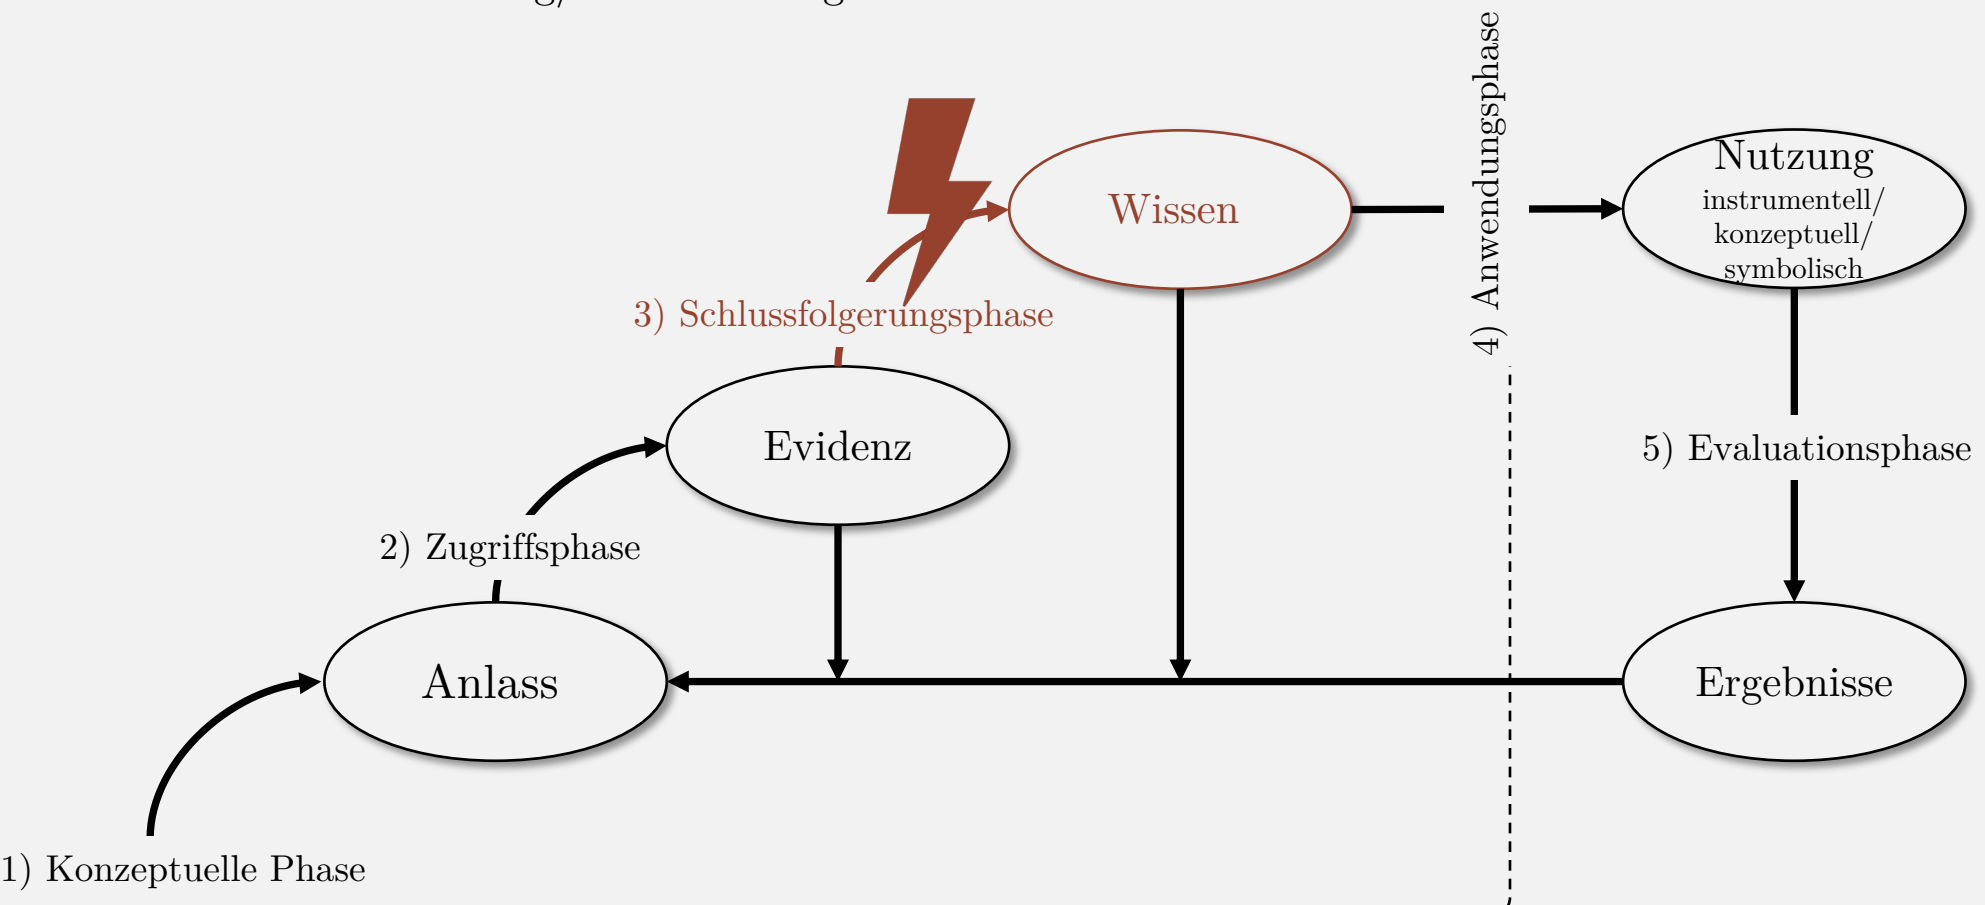 4) Anwendungsphase
Nutzung
instrumentell/
konzeptuell/
symbolisch
Wissen
3) Schlussfolgerungsphase
Evidenz
5) Evaluationsphase
2) Zugriffsphase
Anlass
Ergebnisse
1) Konzeptuelle Phase